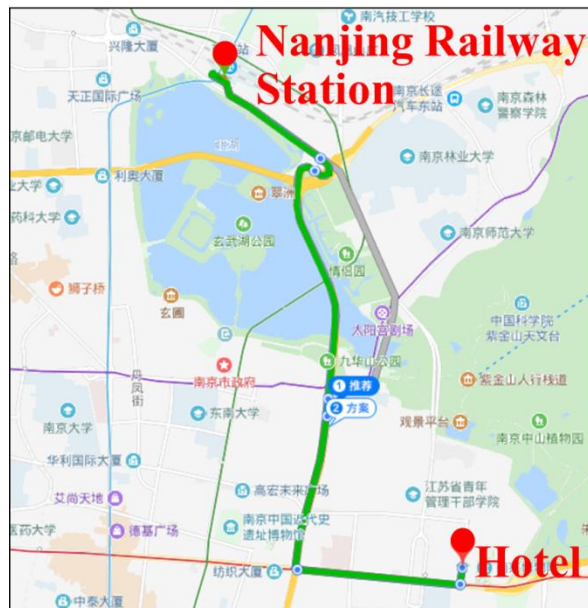 南汽技工学校
兴隆大厦
站
Nanjing Railway
Station
天正国际广场
南京长途
汽车东站
南京森林
警察学院
京邮电大学
南京林业大学
利奥大厦
翠洲
业大学
药科大学
玄武湖公园
南京师范大学
情侣园
狮子桥
玄圃
中国科学院
紫金山天文台
太阳宫剧场
九华山公园
南京市政府
丹凤街
1 推荐
紫金山人行栈道
2 方案
东南大学
南京大学
观景平台
南京中山植物园
华利国际大厦
高宏未来广场
江苏省青年
管理干部学院
艾尚天地
医药大学
德基广场
南京中国近代史
遗址博物馆
Hotel
纺织大厦
中泰大厦